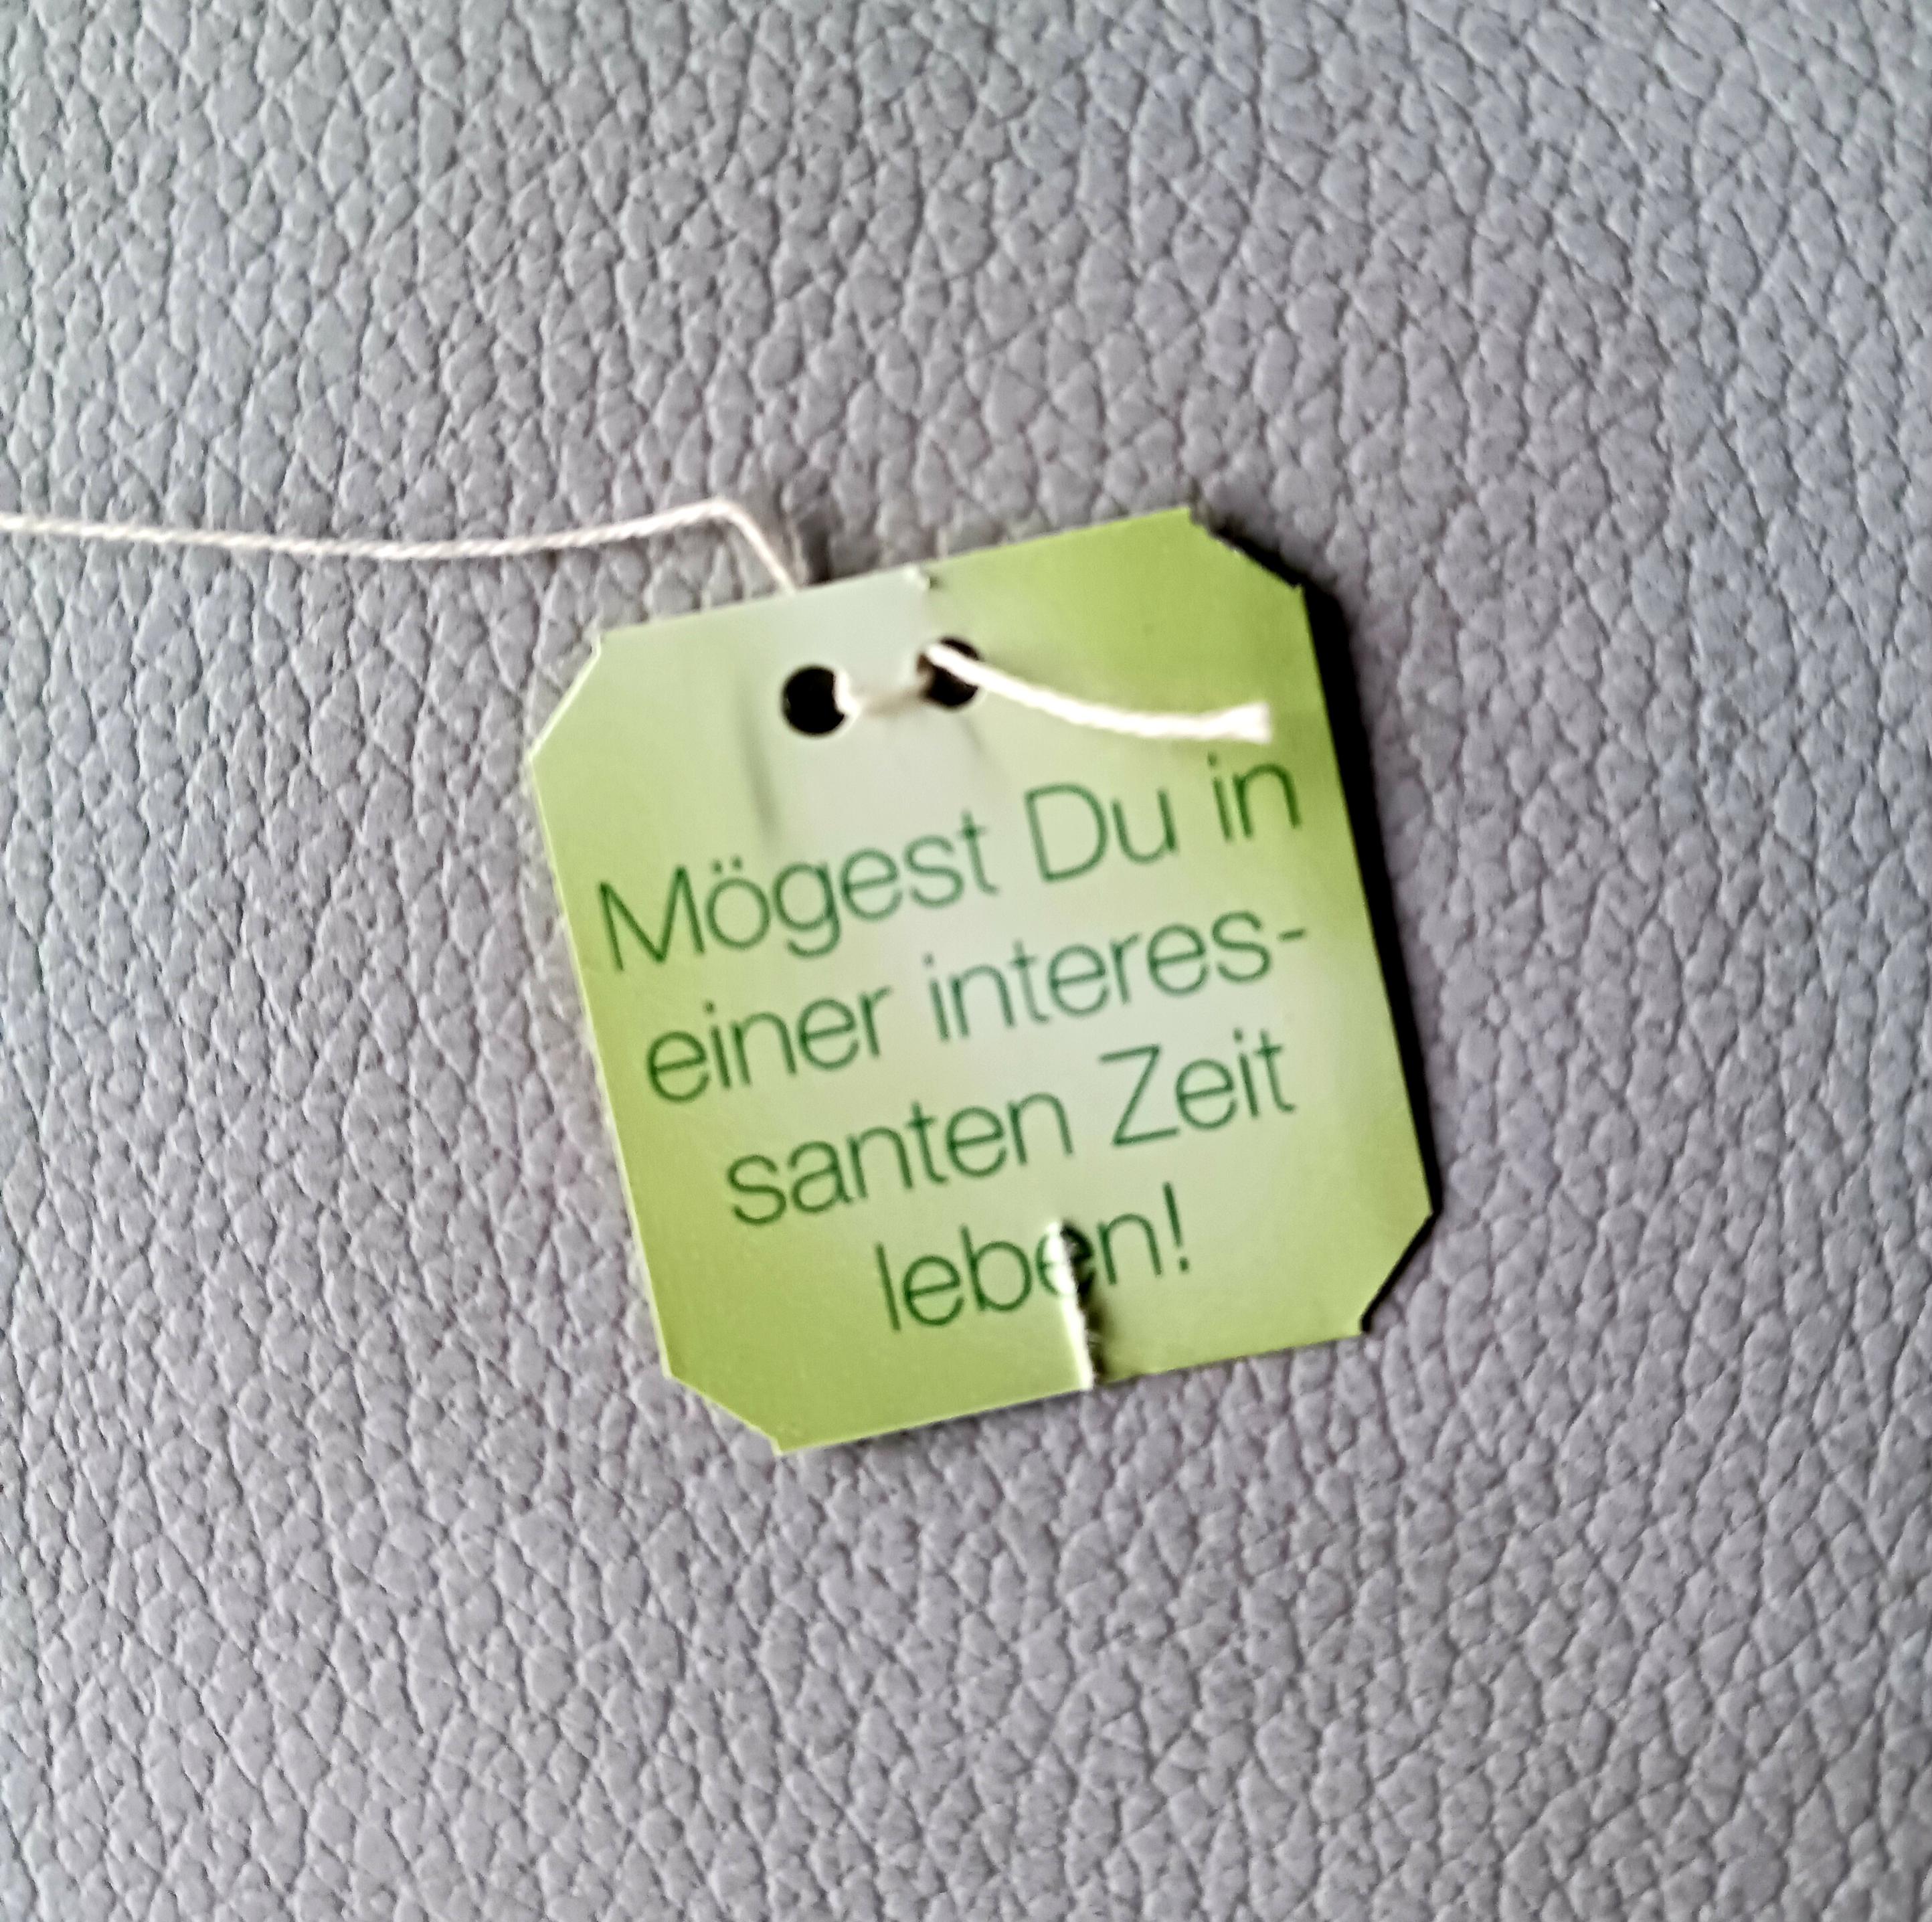 Mögest Du in
einer interes-
santen Zeit
leben!